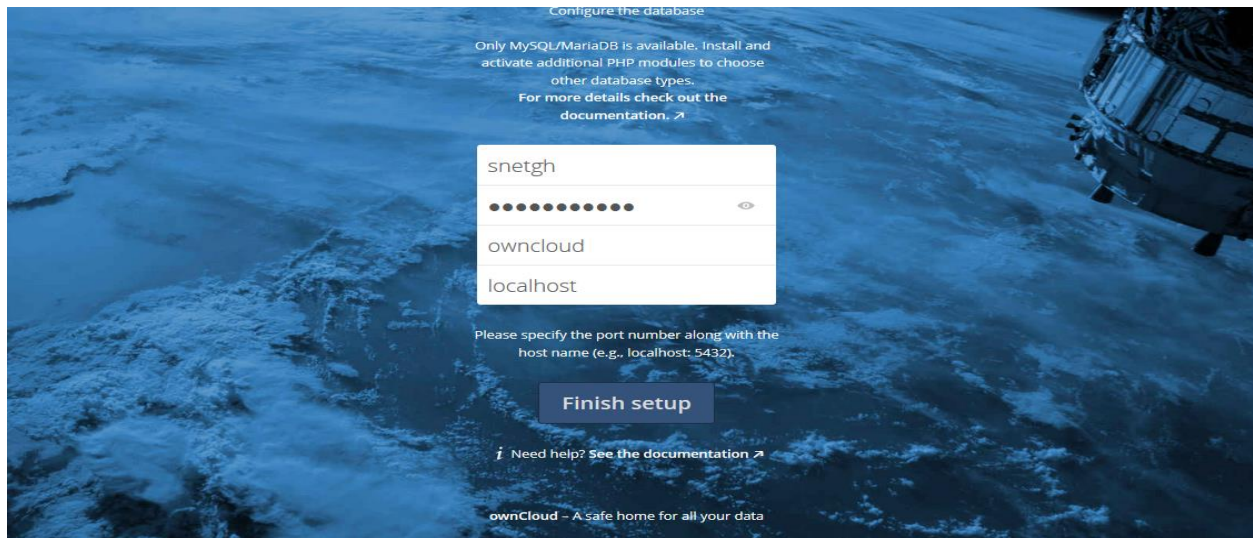 Configure the database
Only MySQL/MariaDB is available. Install and
activate additional PHP modules to choose
other database types.
For more details check out the
documentation. ↗
snetgh
●●●●●●●●●●●
owncloud
localhost
Please specify the port number along with the
host name (e.g., localhost: 5432).
Finish setup
i Need help? See the documentation ↗
ownCloud – A safe home for all your data